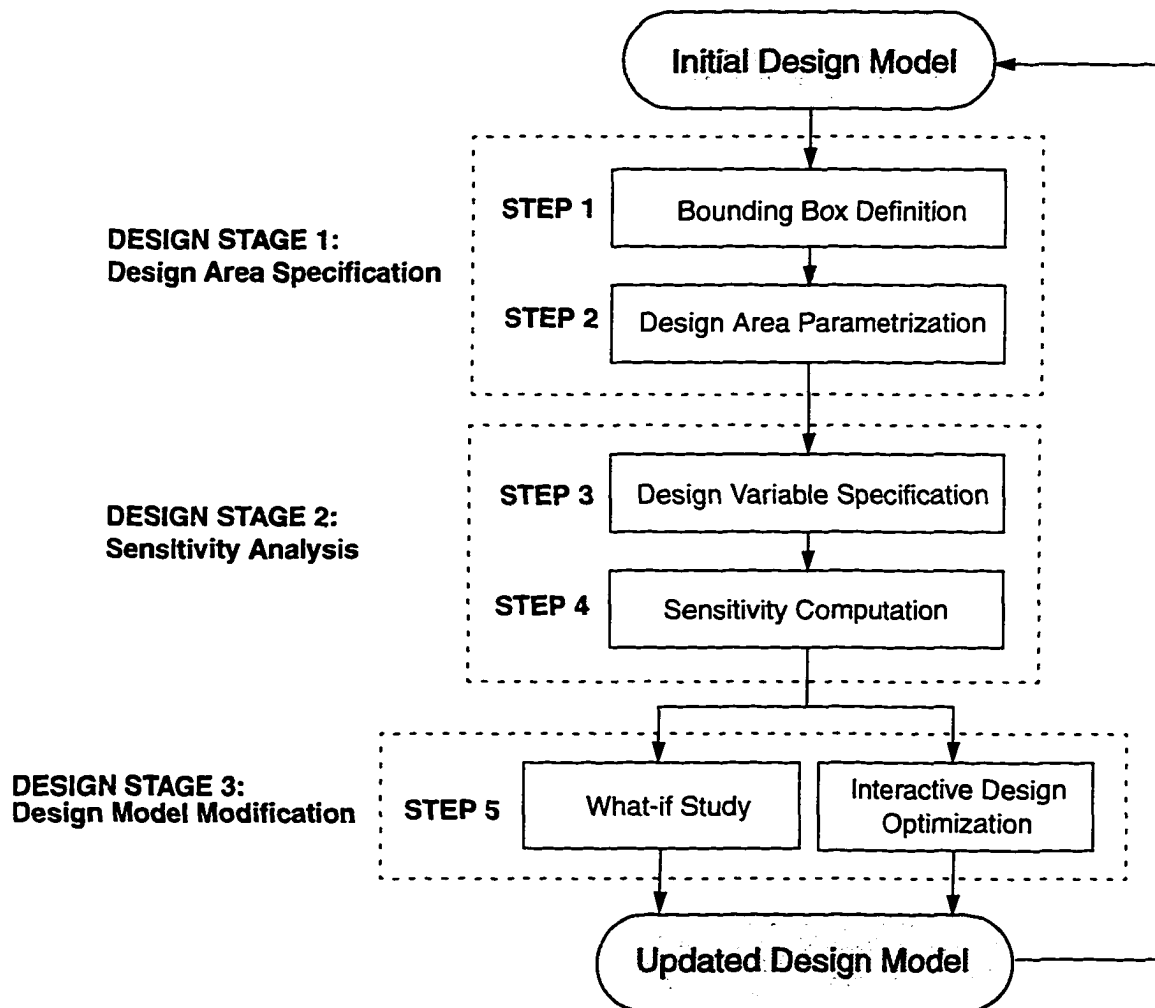 Initial Design Model
STEP 1
Bounding Box Definition
DESIGN STAGE 1:
Design Area Specification
STEP 2
Design Area Parametrization
STEP 3
Design Variable Specification
DESIGN STAGE 2:
Sensitivity Analysis
STEP 4
Sensitivity Computation
DESIGN STAGE 3:
Design Model Modification
STEP 5
What-if Study
Interactive Design
Optimization
Updated Design Model